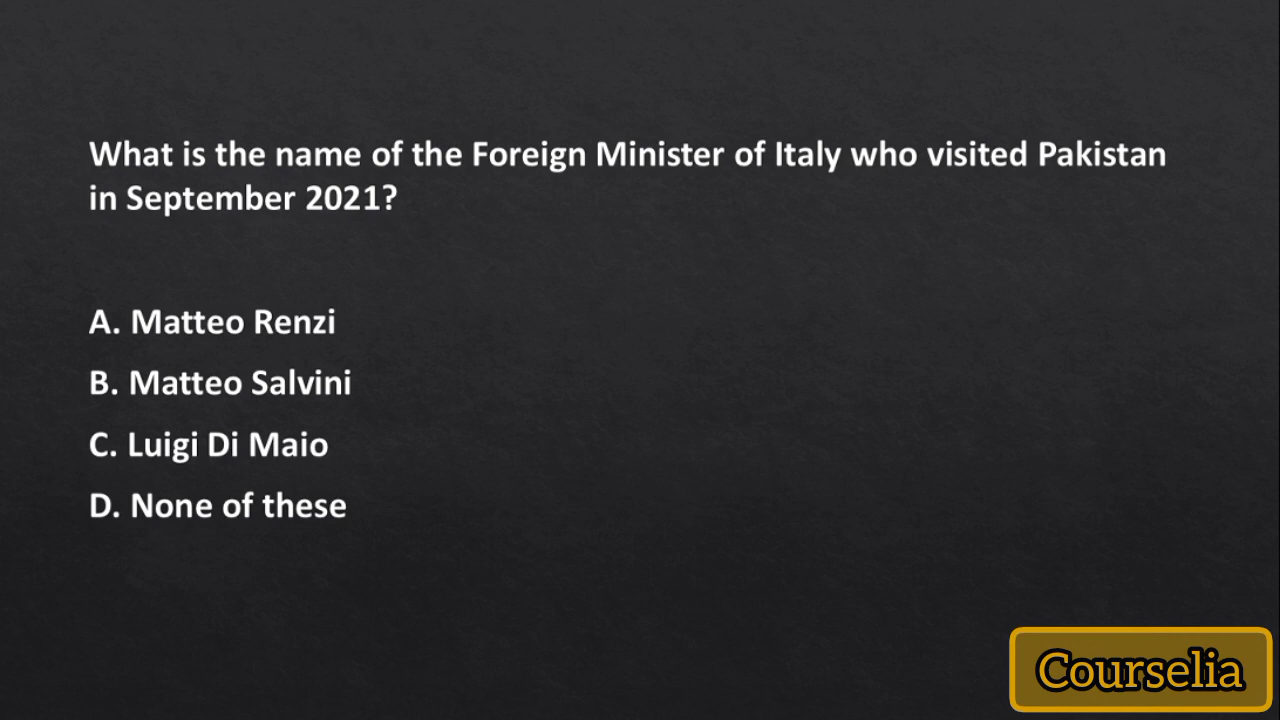 What is the name of the Foreign Minister of Italy who visited Pakistan
in September 2021?
A. Matteo Renzi
B. Matteo Salvini
C. Luigi Di Maio
D. None of these
Courselia